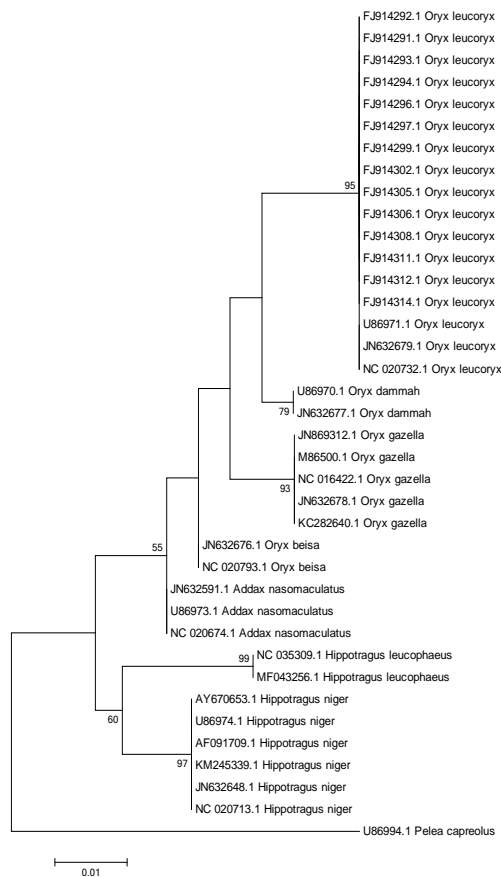 FJ914292.1 Oryx leucoryx
FJ914291.1 Oryx leucoryx
FJ914293.1 Oryx leucoryx
FJ914294.1 Oryx leucoryx
FJ914296.1 Oryx leucoryx
FJ914297.1 Oryx leucoryx
FJ914299.1 Oryx leucoryx
FJ914302.1 Oryx leucoryx
95
FJ914305.1 Oryx leucoryx
FJ914306.1 Oryx leucoryx
FJ914308.1 Oryx leucoryx
FJ914311.1 Oryx leucoryx
FJ914312.1 Oryx leucoryx
FJ914314.1 Oryx leucoryx
U86971.1 Oryx leucoryx
JN632679.1 Oryx leucoryx
NC 020732.1 Oryx leucoryx
U86970.1 Oryx dammah
79
JN632677.1 Oryx dammah
JN869312.1 Oryx gazella
M86500.1 Oryx gazella
NC 016422.1 Oryx gazella
93
JN632678.1 Oryx gazella
KC282640.1 Oryx gazella
JN632676.1 Oryx beisa
55
NC 020793.1 Oryx beisa
JN632591.1 Addax nasomaculatus
U86973.1 Addax nasomaculatus
NC 020674.1 Addax nasomaculatus
99
NC 035309.1 Hippotragus leucophaeus
MF043256.1 Hippotragus leucophaeus
AY670653.1 Hippotragus niger
60
U86974.1 Hippotragus niger
AF091709.1 Hippotragus niger
97
KM245339.1 Hippotragus niger
JN632648.1 Hippotragus niger
NC 020713.1 Hippotragus niger
U86994.1 Pelea capreolus
0.01